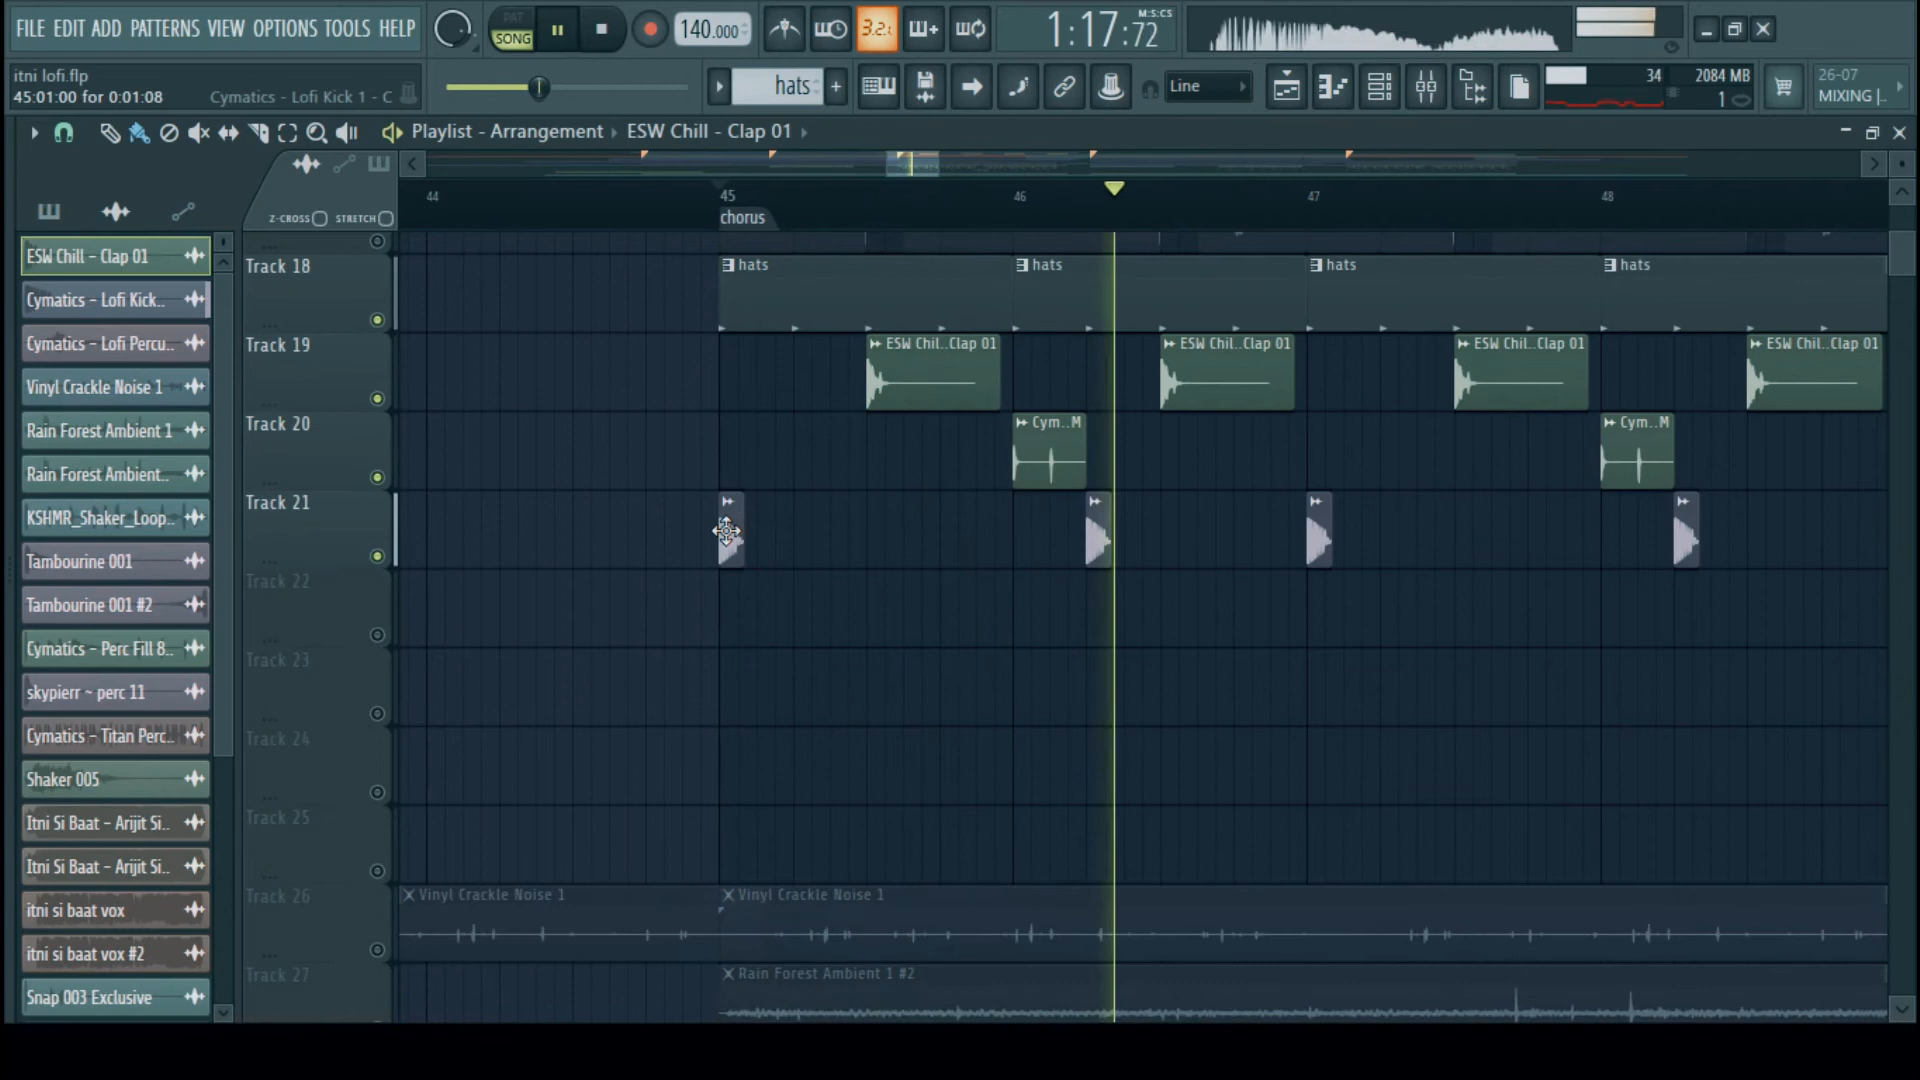 FILE EDIT ADD PATTERNS VIEW OPTIONS TOOLS HELP
PAT
SONG
140.000
3.2.1
1:17:72
M:S:CS
itni lofi.flp
45:01:00 for 0:01:08
Cymatics - Lofi Kick 1 - C
hats
Line
34
2084 MB
1
26-07
MIXING |..
Playlist - Arrangement › ESW Chill - Clap 01 ›
Z-CROSS
STRETCH
44
45
46
47
48
chorus
ESW Chill - Clap 01
Cymatics - Lofi Kick..
Cymatics - Lofi Percu..
Vinyl Crackle Noise 1
Rain Forest Ambient 1
Rain Forest Ambient..
KSHMR_Shaker_Loop..
Tambourine 001
Tambourine 001 #2
Cymatics - Perc Fill 8..
skypierr ~ perc 11
Cymatics - Titan Perc..
Shaker 005
Itni Si Baat - Arijit Si..
Itni Si Baat - Arijit Si..
itni si baat vox
itni si baat vox #2
Snap 003 Exclusive
Track 18
hats
hats
hats
hats
Track 19
ESW Chil..Clap 01
ESW Chil..Clap 01
ESW Chil..Clap 01
ESW Chil..Clap 01
Track 20
Cym..M
Cym..M
Track 21
Track 22
Track 23
Track 24
Track 25
Track 26
Vinyl Crackle Noise 1
Vinyl Crackle Noise 1
Track 27
Rain Forest Ambient 1 #2